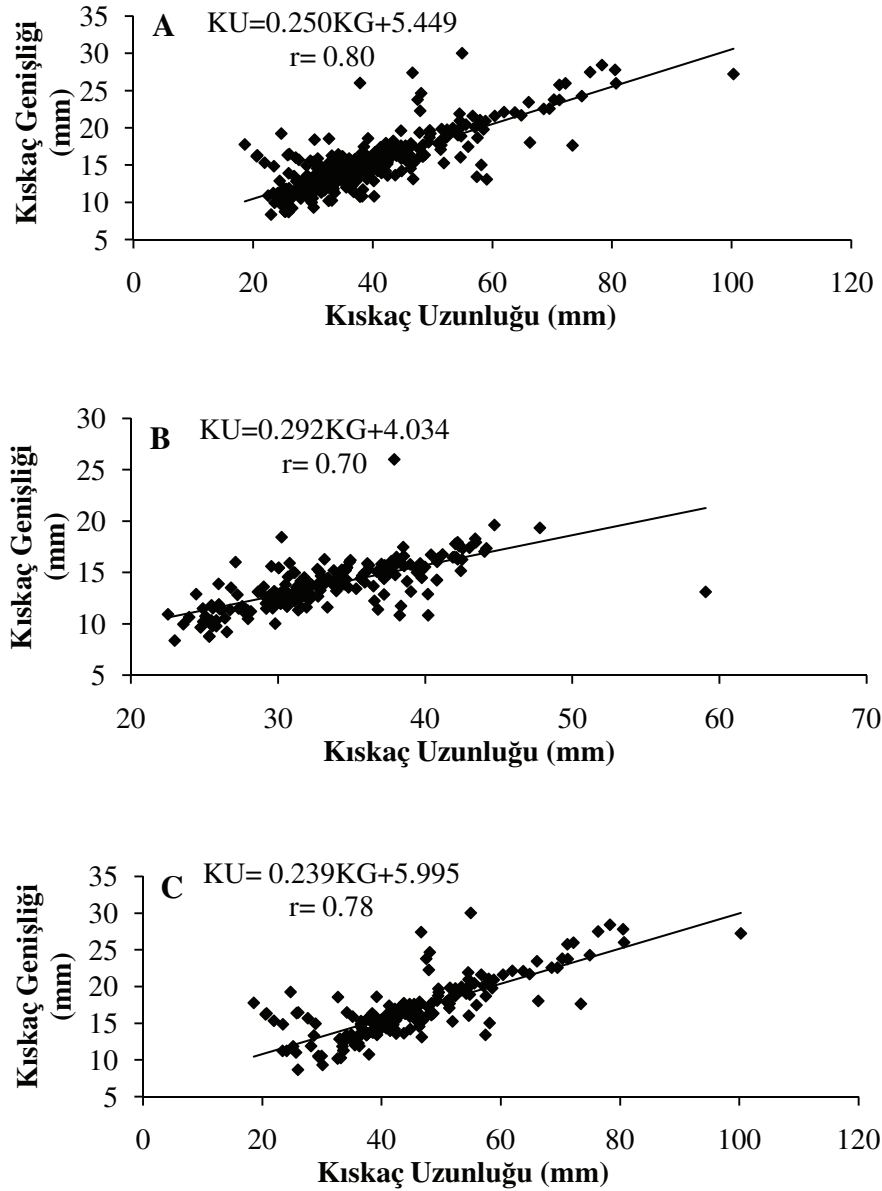 A
KU=0.250KG+5.449
r= 0.80
Kıskaç Genişliği
(mm)
35
30
25
20
15
10
5
0 20 40 60 80 100 120
Kıskaç Uzunluğu (mm)
B
KU=0.292KG+4.034
r= 0.70
Kıskaç Genişliği
(mm)
30
25
20
15
10
5
20 30 40 50 60 70
Kıskaç Uzunluğu (mm)
C
KU= 0.239KG+5.995
r= 0.78
Kıskaç Genişliği
(mm)
35
30
25
20
15
10
5
0 20 40 60 80 100 120
Kıskaç Uzunluğu (mm)